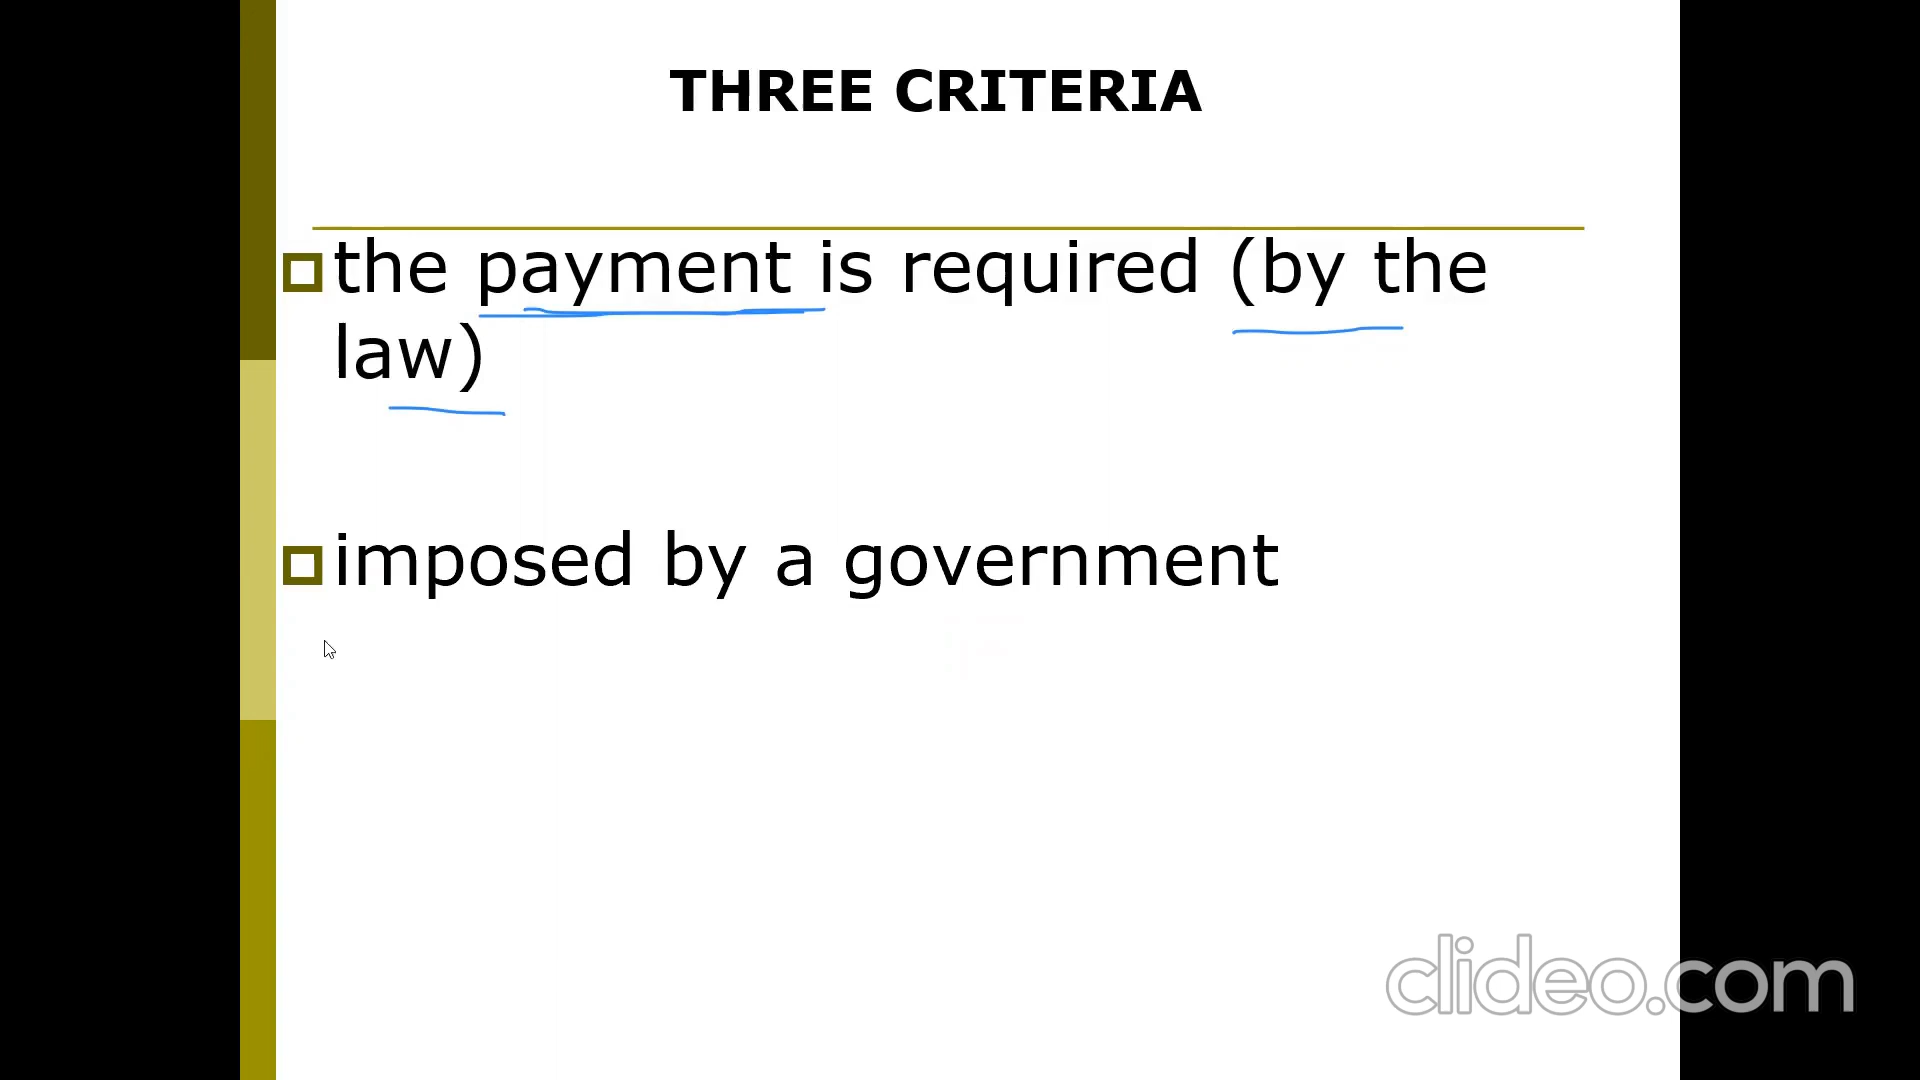 THREE CRITERIA
the payment is required (by the
law)
imposed by a government
clideo.com